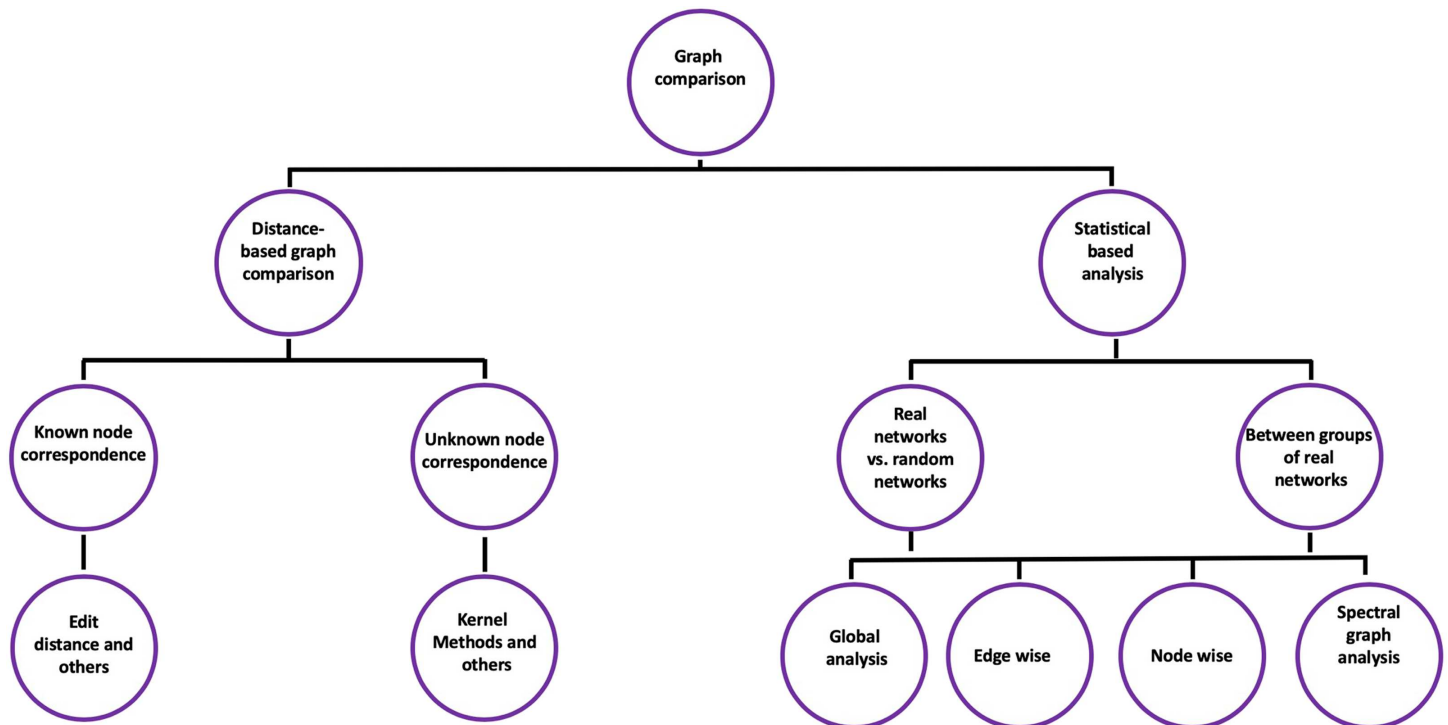 Graph
comparison
Distance-
based graph
comparison
Statistical
based
analysis
Known node
correspondence
Unknown node
correspondence
Real
networks
vs. random
networks
Between groups
of real
networks
Edit
distance and
others
Kernel
Methods and
others
Global
analysis
Edge wise
Node wise
Spectral
graph
analysis